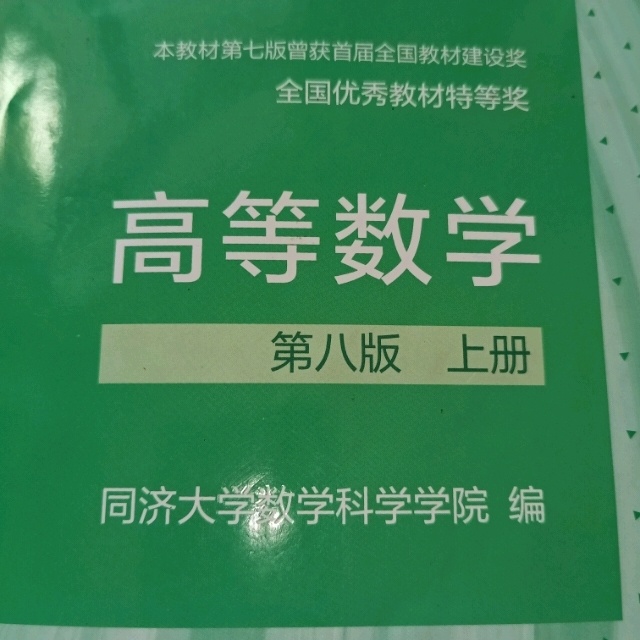 本教材第七版曾获首届全国教材建设奖
全国优秀教材特等奖
高等数学
第八版 上册
同济大学数学科学学院 编